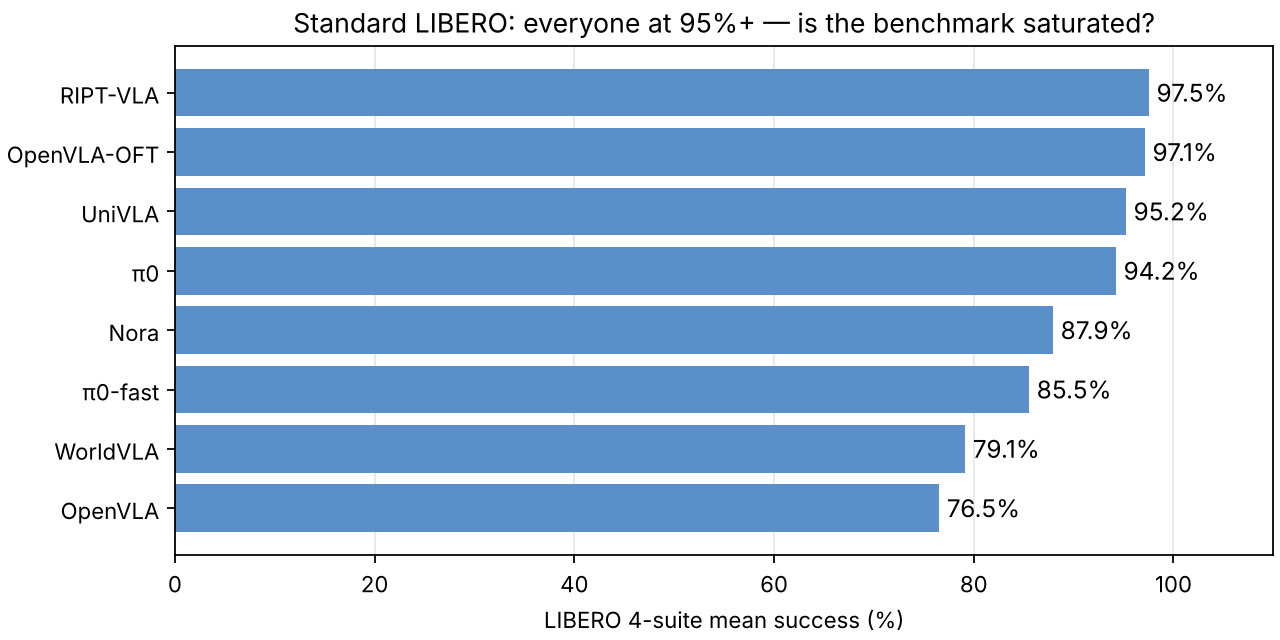 Standard LIBERO: everyone at 95%+ — is the benchmark saturated?
RIPT-VLA 97.5%
OpenVLA-OFT 97.1%
UniVLA 95.2%
π0 94.2%
Nora 87.9%
π0-fast 85.5%
WorldVLA 79.1%
OpenVLA 76.5%
0 20 40 60 80 100
LIBERO 4-suite mean success (%)